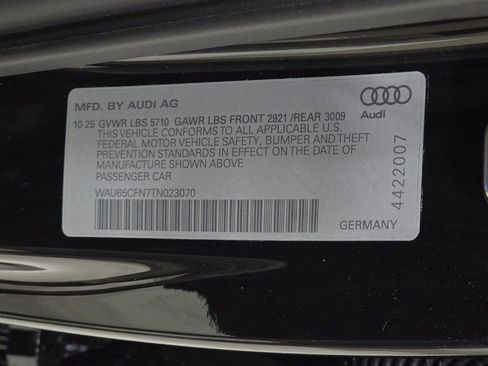 MFD. BY AUDI AG
10 25 GVWR LBS 5710 GAWR LBS FRONT 2921 /REAR 3009
THIS VEHICLE CONFORMS TO ALL APPLICABLE U.S.
FEDERAL MOTOR VEHICLE SAFETY, BUMPER AND THEFT
PREVENTION STANDARDS IN EFFECT ON THE DATE OF
MANUFACTURE SHOWN ABOVE
PASSENGER CAR
WAU65CFN7TN023070
Audi
4422007
GERMANY